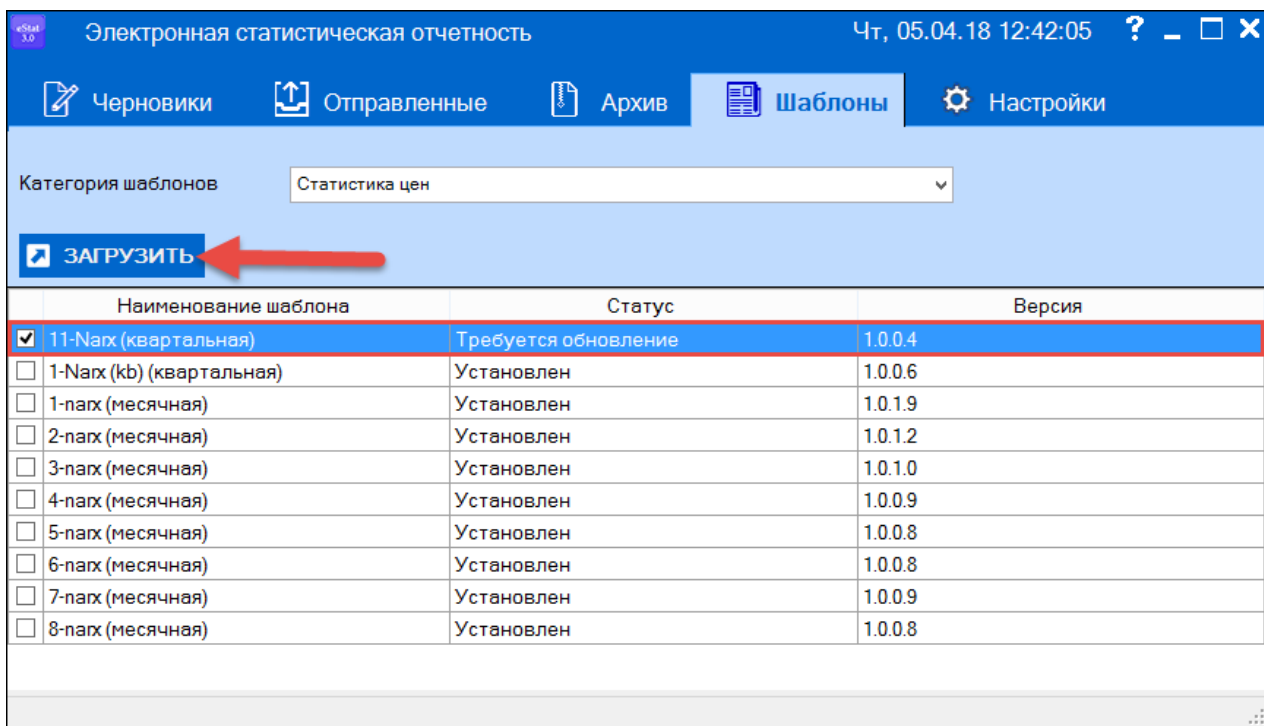 eStat 3.0 Электронная статистическая отчетность Чт, 05.04.18 12:42:05 ?
Черновики Отправленные Архив Шаблоны Настройки
Категория шаблонов Статистика цен
ЗАГРУЗИТЬ
Наименование шаблона Статус Версия
11-Narx (квартальная) Требуется обновление 1.0.0.4
1-Narx (kb) (квартальная) Установлен 1.0.0.6
1-narx (месячная) Установлен 1.0.1.9
2-narx (месячная) Установлен 1.0.1.2
3-narx (месячная) Установлен 1.0.1.0
4-narx (месячная) Установлен 1.0.0.9
5-narx (месячная) Установлен 1.0.0.8
6-narx (месячная) Установлен 1.0.0.8
7-narx (месячная) Установлен 1.0.0.9
8-narx (месячная) Установлен 1.0.0.8